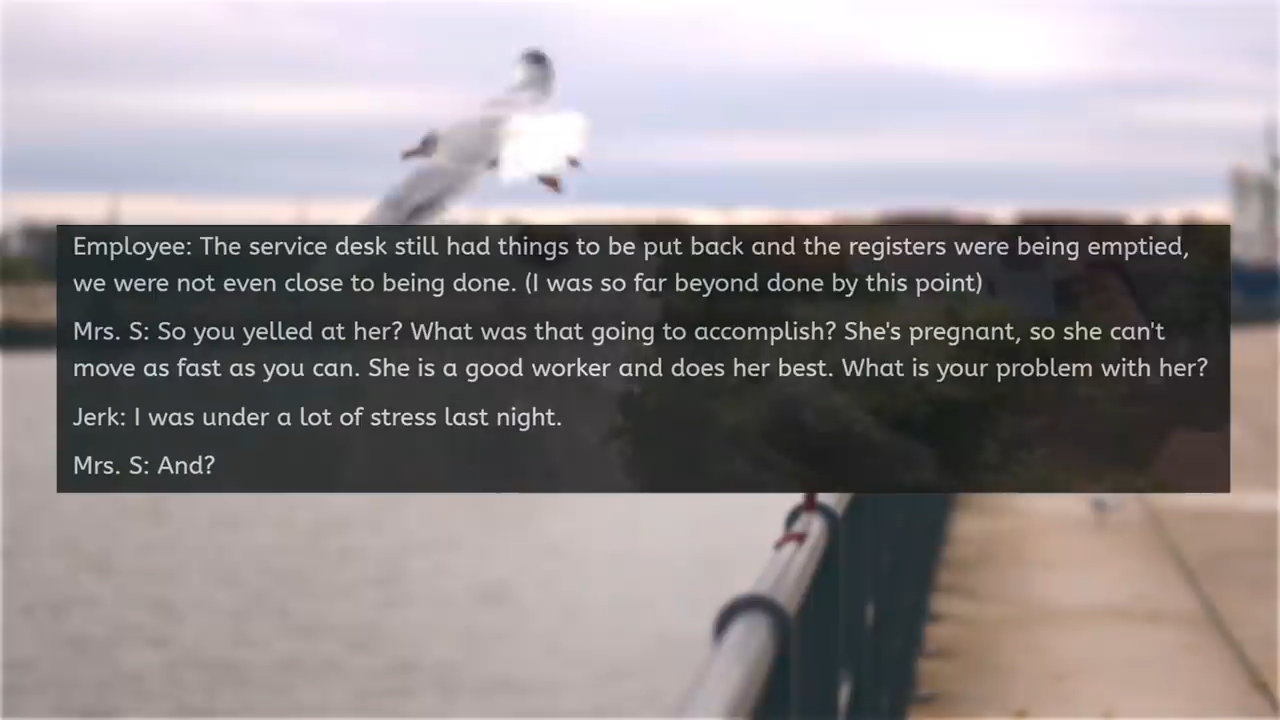 Employee: The service desk still had things to be put back and the registers were being emptied,
we were not even close to being done. (I was so far beyond done by this point)
Mrs. S: So you yelled at her? What was that going to accomplish? She's pregnant, so she can't
move as fast as you can. She is a good worker and does her best. What is your problem with her?
Jerk: I was under a lot of stress last night.
Mrs. S: And?